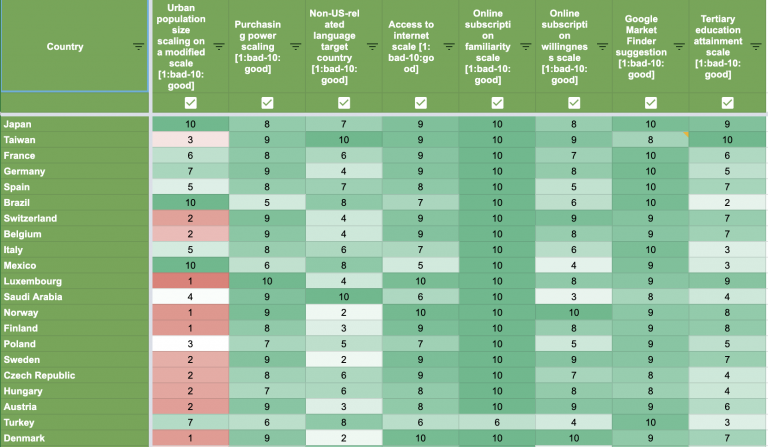 Country
Urban
population
size
scaling on
a modified
scale
[1:bad-10:
good]
Purchasin
g power
scaling
[1:bad-10:
good]
Non-US-rel
ated
language
target
country
[1:bad-10:
good]
Access to
internet
scale [1:
bad-10:go
od]
Online
subscripti
on
familiarity
scale
[1:bad-10:
good]
Online
subscripti
on
willingnes
s scale
[1:bad-10:
good]
Google
Market
Finder
suggestion
[1:bad-10:
good]
Tertiary
education
attainment
scale
[1:bad-10:
good]
Japan 10 8 7 9 10 8 10 9
Taiwan 3 9 10 9 10 9 8 10
France 6 8 6 9 10 7 10 6
Germany 7 9 4 9 10 8 10 5
Spain 5 8 7 8 10 5 10 7
Brazil 10 5 8 7 10 6 10 2
Switzerland 2 9 4 9 10 9 9 7
Belgium 2 9 4 9 10 8 9 7
Italy 5 8 6 7 10 6 10 3
Mexico 10 6 8 5 10 4 9 3
Luxembourg 1 10 4 10 10 8 9 9
Saudi Arabia 4 9 10 6 10 3 8 4
Norway 1 9 2 10 10 10 9 8
Finland 1 8 3 9 10 8 9 8
Poland 3 7 5 7 10 5 9 5
Sweden 2 9 2 9 10 9 9 7
Czech Republic 2 8 6 9 10 7 8 4
Hungary 2 7 6 8 10 8 8 4
Austria 2 9 3 8 10 9 9 6
Turkey 7 6 8 6 6 4 10 3
Denmark 1 9 2 10 10 10 9 7